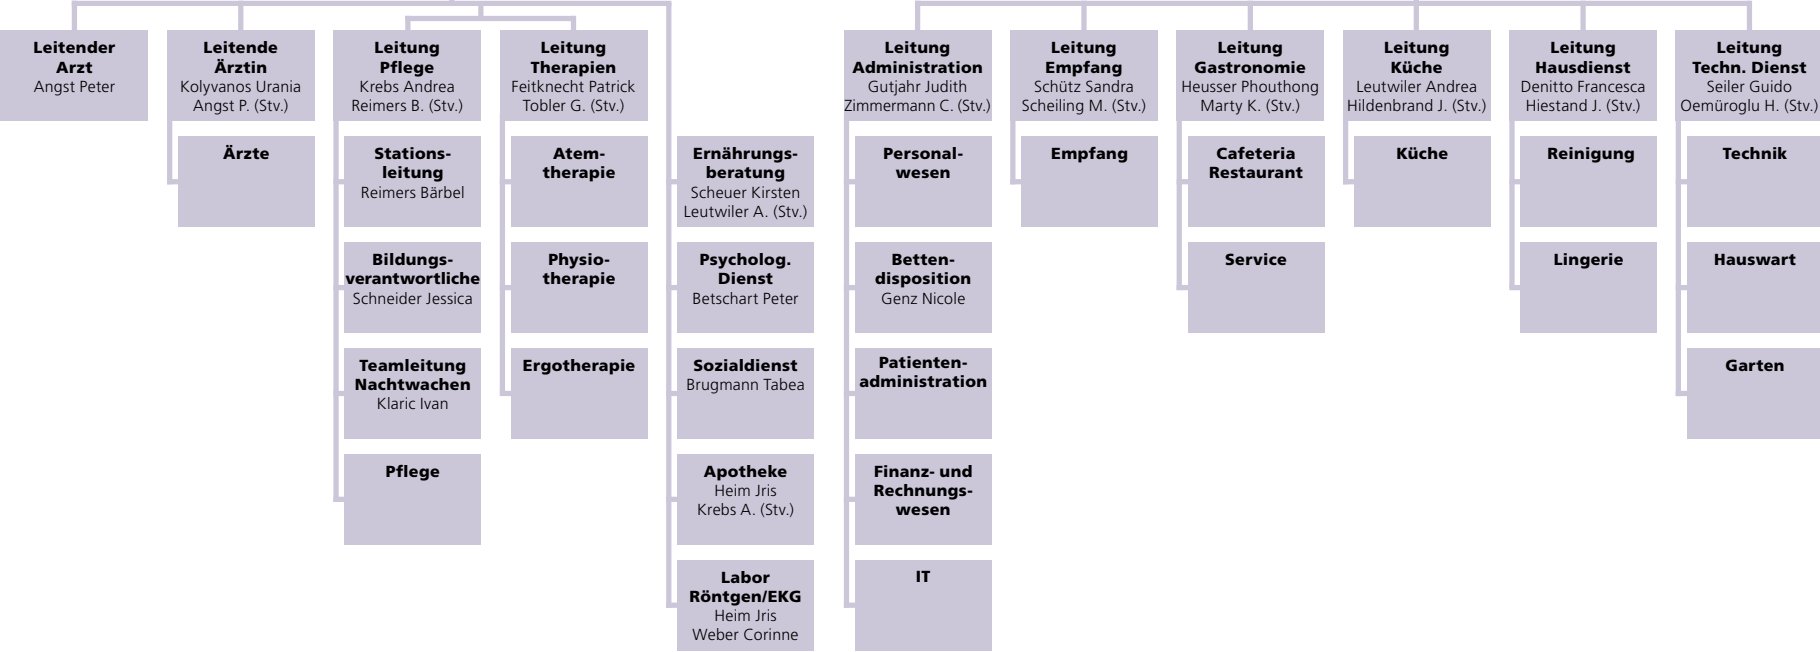 Leitender
Arzt
Angst Peter
Leitende
Ärztin
Kolyvanos Urania
Angst P. (Stv.)
Ärzte
Leitung
Pflege
Krebs Andrea
Reimers B. (Stv.)
Stations-
leitung
Reimers Bärbel
Bildungs-
verantwortliche
Schneider Jessica
Teamleitung
Nachtwachen
Klaric Ivan
Pflege
Leitung
Therapien
Feitknecht Patrick
Tobler G. (Stv.)
Atem-
therapie
Physio-
therapie
Ergotherapie
Ernährungs-
beratung
Scheuer Kirsten
Leutwiler A. (Stv.)
Psycholog.
Dienst
Betschart Peter
Sozialdienst
Brugmann Tabea
Apotheke
Heim Jris
Krebs A. (Stv.)
Labor
Röntgen/EKG
Heim Jris
Weber Corinne
Leitung
Administration
Gutjahr Judith
Zimmermann C. (Stv.)
Personal-
wesen
Betten-
disposition
Genz Nicole
Patienten-
administration
Finanz- und
Rechnungs-
wesen
IT
Leitung
Empfang
Schütz Sandra
Scheiling M. (Stv.)
Empfang
Leitung
Gastronomie
Heusser Phouthong
Marty K. (Stv.)
Cafeteria
Restaurant
Service
Leitung
Küche
Leutwiler Andrea
Hildenbrand J. (Stv.)
Küche
Leitung
Hausdienst
Denitto Francesca
Hiestand J. (Stv.)
Reinigung
Lingerie
Leitung
Techn. Dienst
Seiler Guido
Oemüroglu H. (Stv.)
Technik
Hauswart
Garten